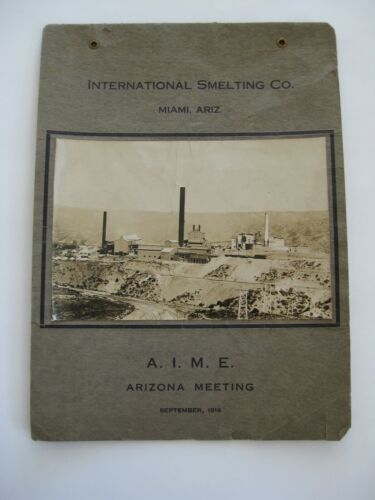 INTERNATIONAL SMELTING CO.
MIAMI, ARIZ.
A. I. M. E.
ARIZONA MEETING
SEPTEMBER, 1916